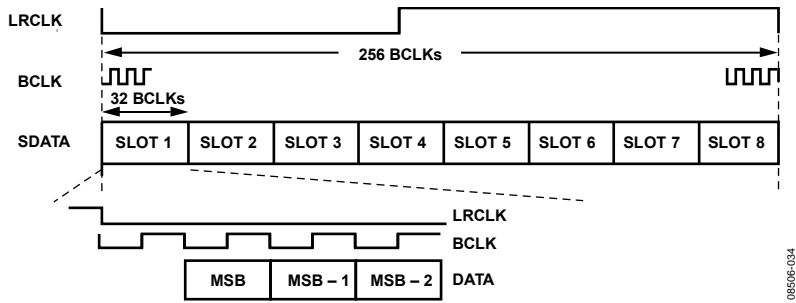 LRCLK
256 BCLKs
BCLK
32 BCLKs
SDATA SLOT 1 SLOT 2 SLOT 3 SLOT 4 SLOT 5 SLOT 6 SLOT 7 SLOT 8
LRCLK
BCLK
MSB MSB – 1 MSB – 2 DATA
08506-034